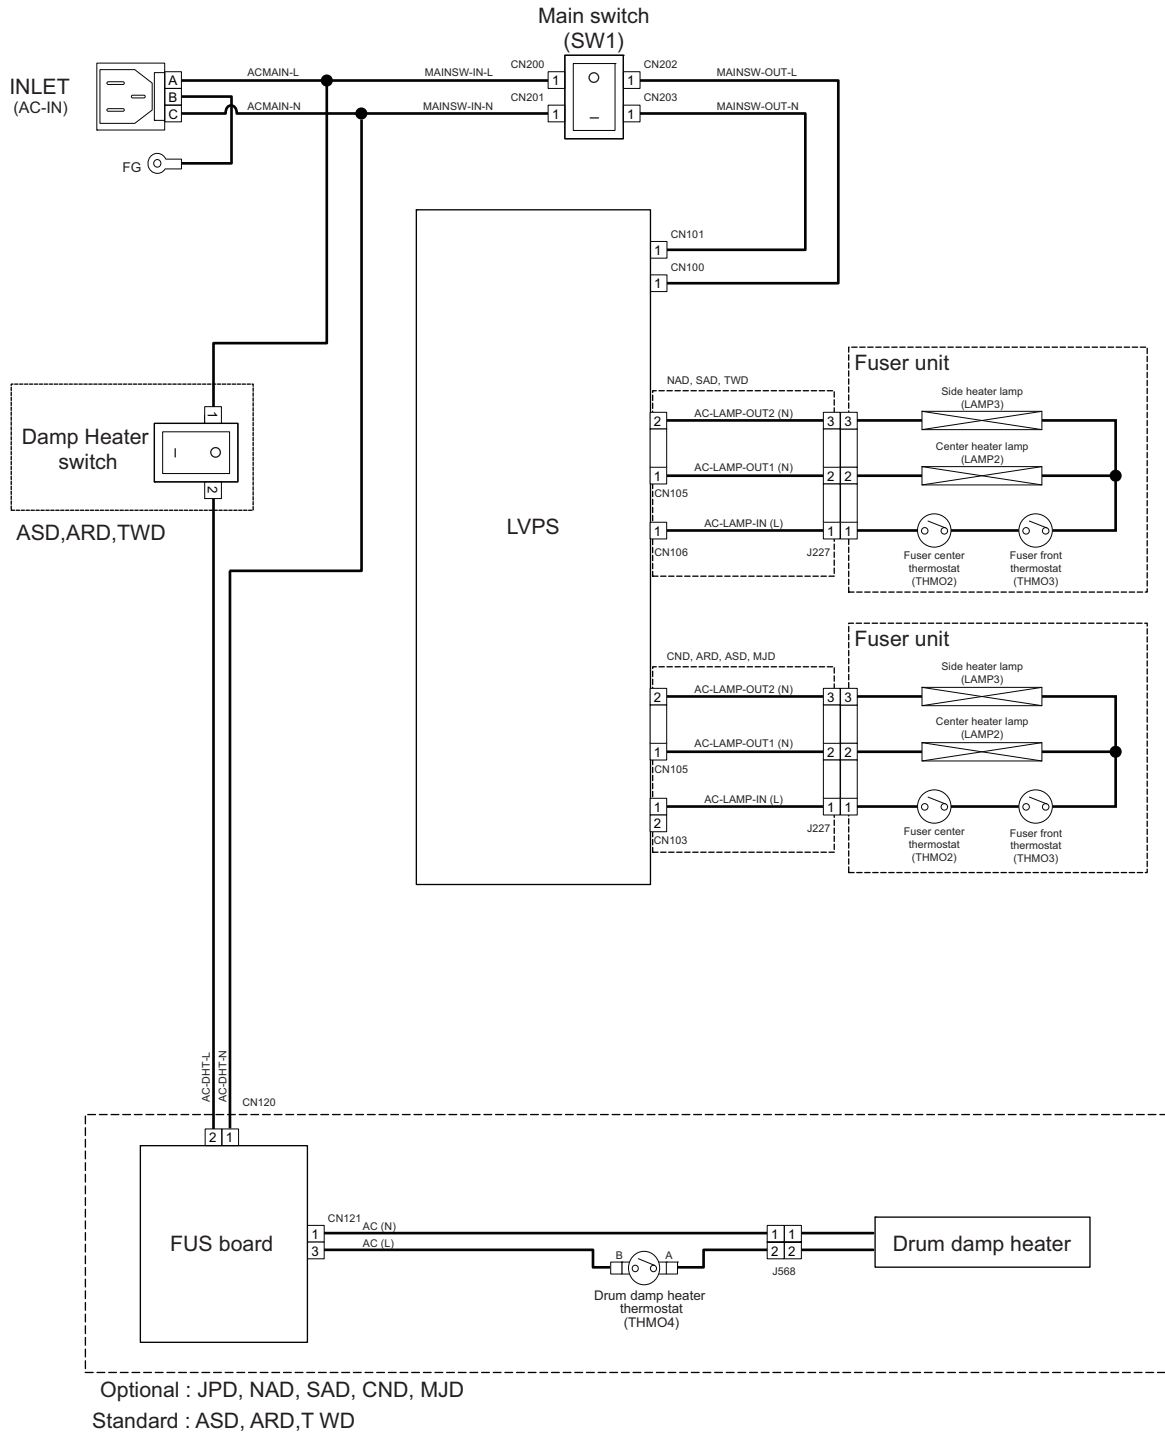 Main switch
(SW1)
INLET
(AC-IN)
A
B
C
ACMAIN-L
MAINSW-IN-L
CN200
1
1
CN202
MAINSW-OUT-L
ACMAIN-N
MAINSW-IN-N
CN201
1
1
CN203
MAINSW-OUT-N
FG
CN101
1
CN100
1
LVPS
Damp Heater
switch
1
2
ASD,ARD,TWD
NAD, SAD, TWD
2
AC-LAMP-OUT2 (N)
3 3
1
AC-LAMP-OUT1 (N)
2 2
CN105
1
AC-LAMP-IN (L)
1 1
CN106
J227
Fuser unit
Side heater lamp
(LAMP3)
Center heater lamp
(LAMP2)
Fuser center
thermostat
(THMO2)
Fuser front
thermostat
(THMO3)
CND, ARD, ASD, MJD
2
AC-LAMP-OUT2 (N)
3 3
1
AC-LAMP-OUT1 (N)
2 2
CN105
1
AC-LAMP-IN (L)
1 1
2
CN103
J227
Fuser unit
Side heater lamp
(LAMP3)
Center heater lamp
(LAMP2)
Fuser center
thermostat
(THMO2)
Fuser front
thermostat
(THMO3)
AC-DHT-L
AC-DHT-N
CN120
2 1
FUS board
CN121
1
AC (N)
3
AC (L)
B
A
Drum damp heater
thermostat
(THMO4)
1 1
2 2
J568
Drum damp heater
Optional : JPD, NAD, SAD, CND, MJD
Standard : ASD, ARD,T WD